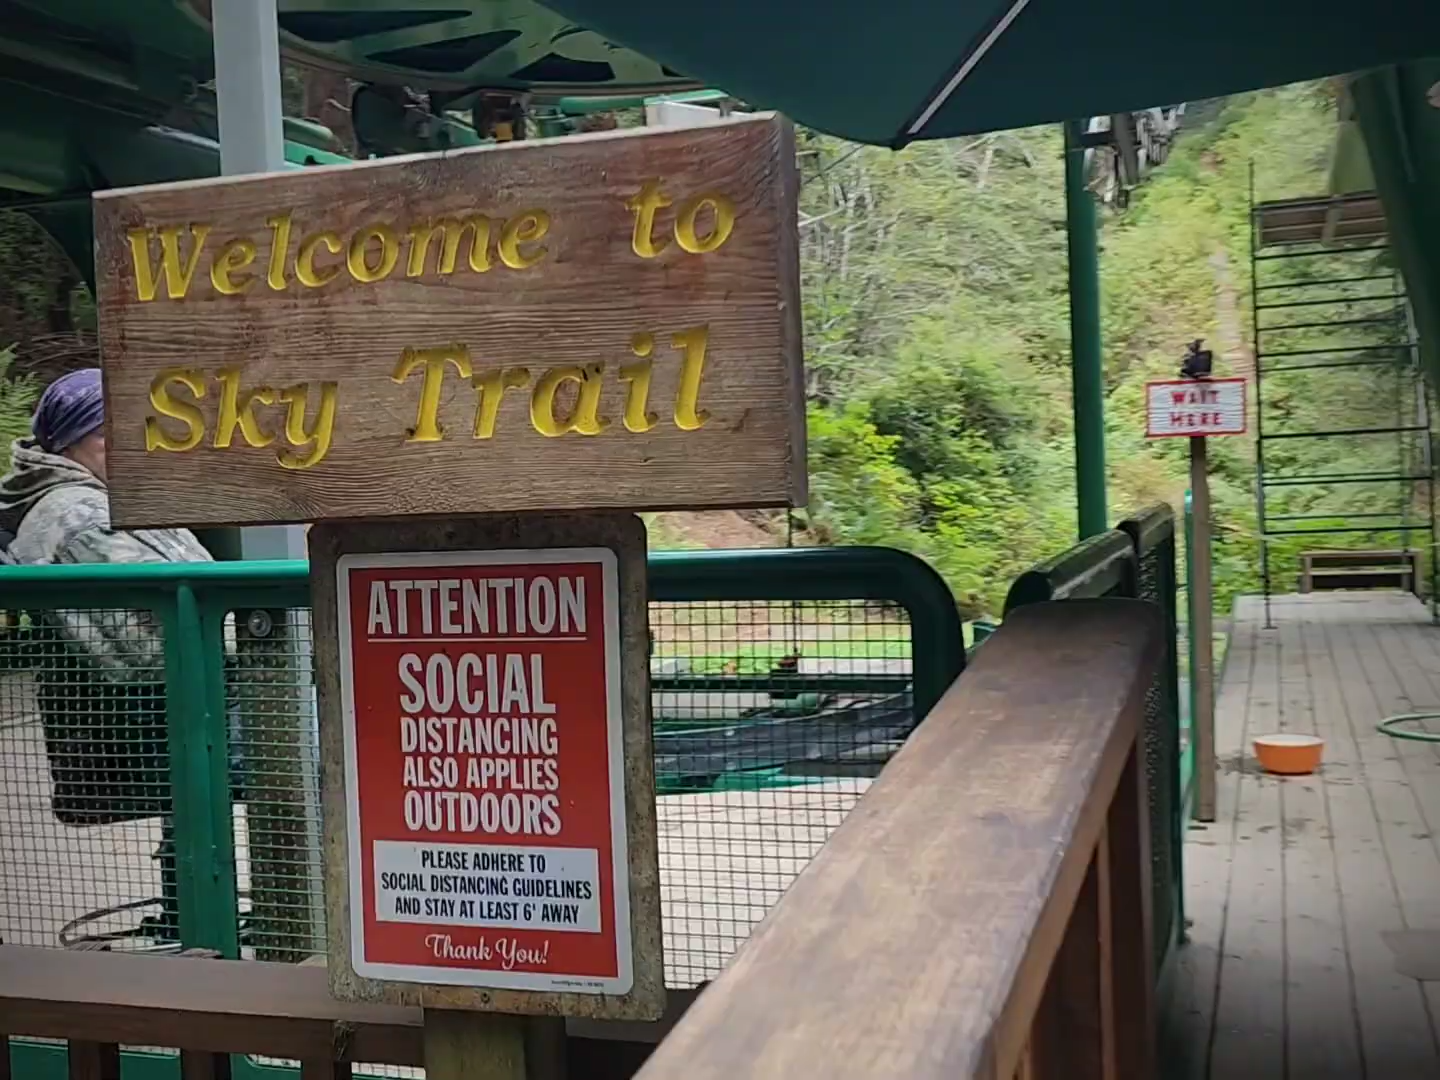 Welcome to
Sky Trail
ATTENTION
SOCIAL
DISTANCING
ALSO APPLIES
OUTDOORS
PLEASE ADHERE TO
SOCIAL DISTANCING GUIDELINES
AND STAY AT LEAST 6' AWAY
Thank You!
WAIT
HERE